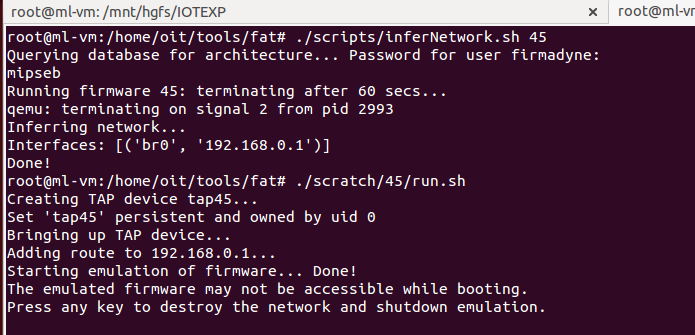 root@ml-vm: /mnt/hgfs/IOTEXP
×
root@ml-v
root@ml-vm:/home/oit/tools/fat# ./scripts/inferNetwork.sh 45
Querying database for architecture... Password for user firmadyne:
mipseb
Running firmware 45: terminating after 60 secs...
qemu: terminating on signal 2 from pid 2993
Inferring network...
Interfaces: [('br0', '192.168.0.1')]
Done!
root@ml-vm:/home/oit/tools/fat# ./scratch/45/run.sh
Creating TAP device tap45...
Set 'tap45' persistent and owned by uid 0
Bringing up TAP device...
Adding route to 192.168.0.1...
Starting emulation of firmware... Done!
The emulated firmware may not be accessible while booting.
Press any key to destroy the network and shutdown emulation.